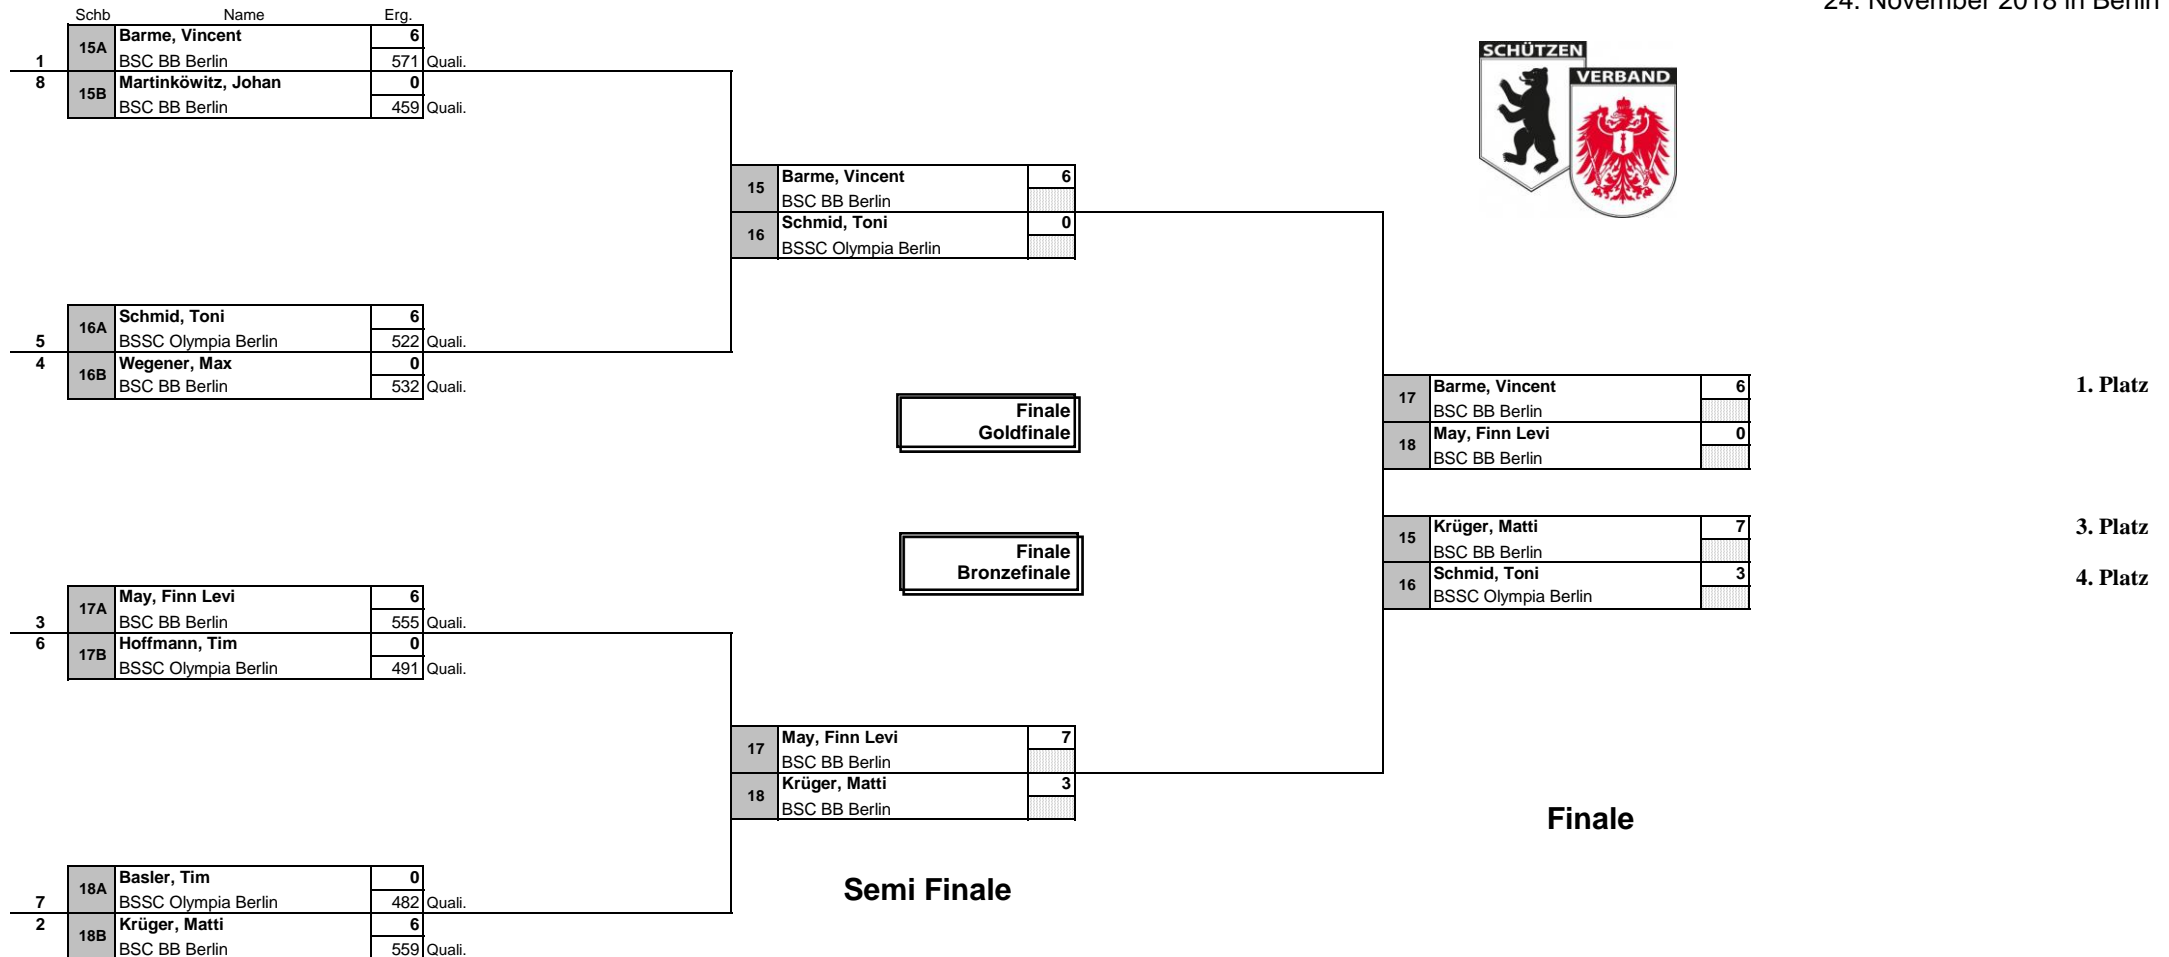 24. November 2018 in Berlin
Schb Name Erg.
15A Barme, Vincent 6
1 BSC BB Berlin 571 Quali.
8 15B Martinköwitz, Johan 0
BSC BB Berlin 459 Quali.
SCHÜTZEN
VERBAND
15 Barme, Vincent 6
BSC BB Berlin
16 Schmid, Toni 0
BSSC Olympia Berlin
16A Schmid, Toni 6
5 BSSC Olympia Berlin 522 Quali.
4 16B Wegener, Max 0
BSC BB Berlin 532 Quali.
Finale
Goldfinale
17 Barme, Vincent 6 1. Platz
BSC BB Berlin
18 May, Finn Levi 0
BSC BB Berlin
Finale
Bronzefinale
15 Krüger, Matti 7 3. Platz
BSC BB Berlin
16 Schmid, Toni 3 4. Platz
BSSC Olympia Berlin
17A May, Finn Levi 6
3 BSC BB Berlin 555 Quali.
6 17B Hoffmann, Tim 0
BSSC Olympia Berlin 491 Quali.
17 May, Finn Levi 7
BSC BB Berlin
18 Krüger, Matti 3
BSC BB Berlin
Finale
Semi Finale
18A Basler, Tim 0
7 BSSC Olympia Berlin 482 Quali.
2 18B Krüger, Matti 6
BSC BB Berlin 559 Quali.